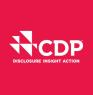 CDP
DISCLOSURE INSIGHT ACTION